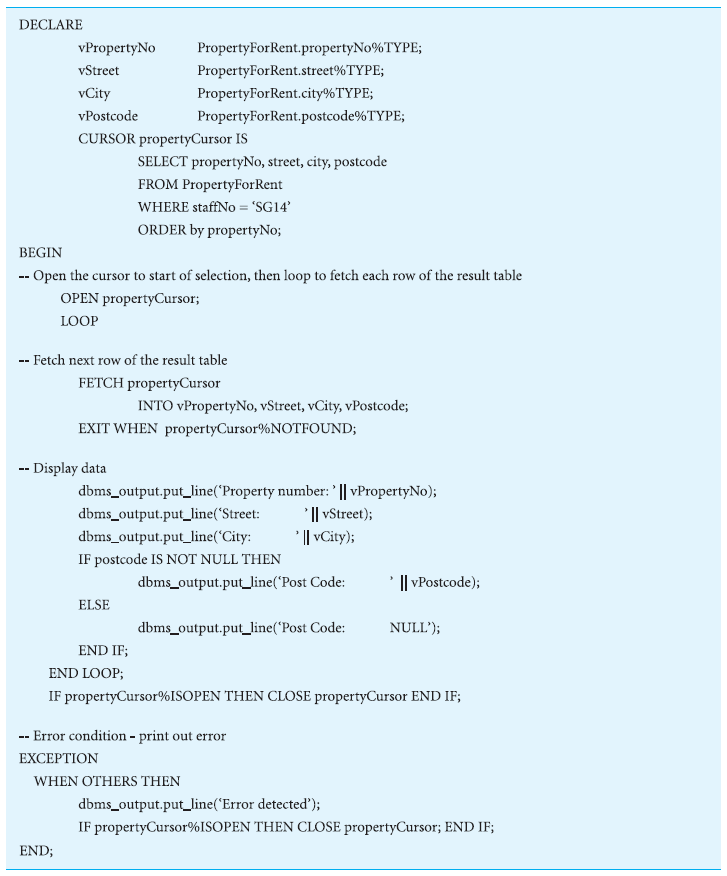 DECLARE
vPropertyNo PropertyForRent.propertyNo%TYPE;
vStreet PropertyForRent.street%TYPE;
vCity PropertyForRent.city%TYPE;
vPostcode PropertyForRent.postcode%TYPE;
CURSOR propertyCursor IS
SELECT propertyNo, street, city, postcode
FROM PropertyForRent
WHERE staffNo = ‘SG14’
ORDER by propertyNo;
BEGIN
-- Open the cursor to start of selection, then loop to fetch each row of the result table
OPEN propertyCursor;
LOOP
-- Fetch next row of the result table
FETCH propertyCursor
INTO vPropertyNo, vStreet, vCity, vPostcode;
EXIT WHEN propertyCursor%NOTFOUND;
-- Display data
dbms_output.put_line(‘Property number: ’ || vPropertyNo);
dbms_output.put_line(‘Street: ’ || vStreet);
dbms_output.put_line(‘City: ’ || vCity);
IF postcode IS NOT NULL THEN
dbms_output.put_line(‘Post Code: ’ || vPostcode);
ELSE
dbms_output.put_line(‘Post Code: NULL’);
END IF;
END LOOP;
IF propertyCursor%ISOPEN THEN CLOSE propertyCursor END IF;
-- Error condition - print out error
EXCEPTION
WHEN OTHERS THEN
dbms_output.put_line(‘Error detected’);
IF propertyCursor%ISOPEN THEN CLOSE propertyCursor; END IF;
END;